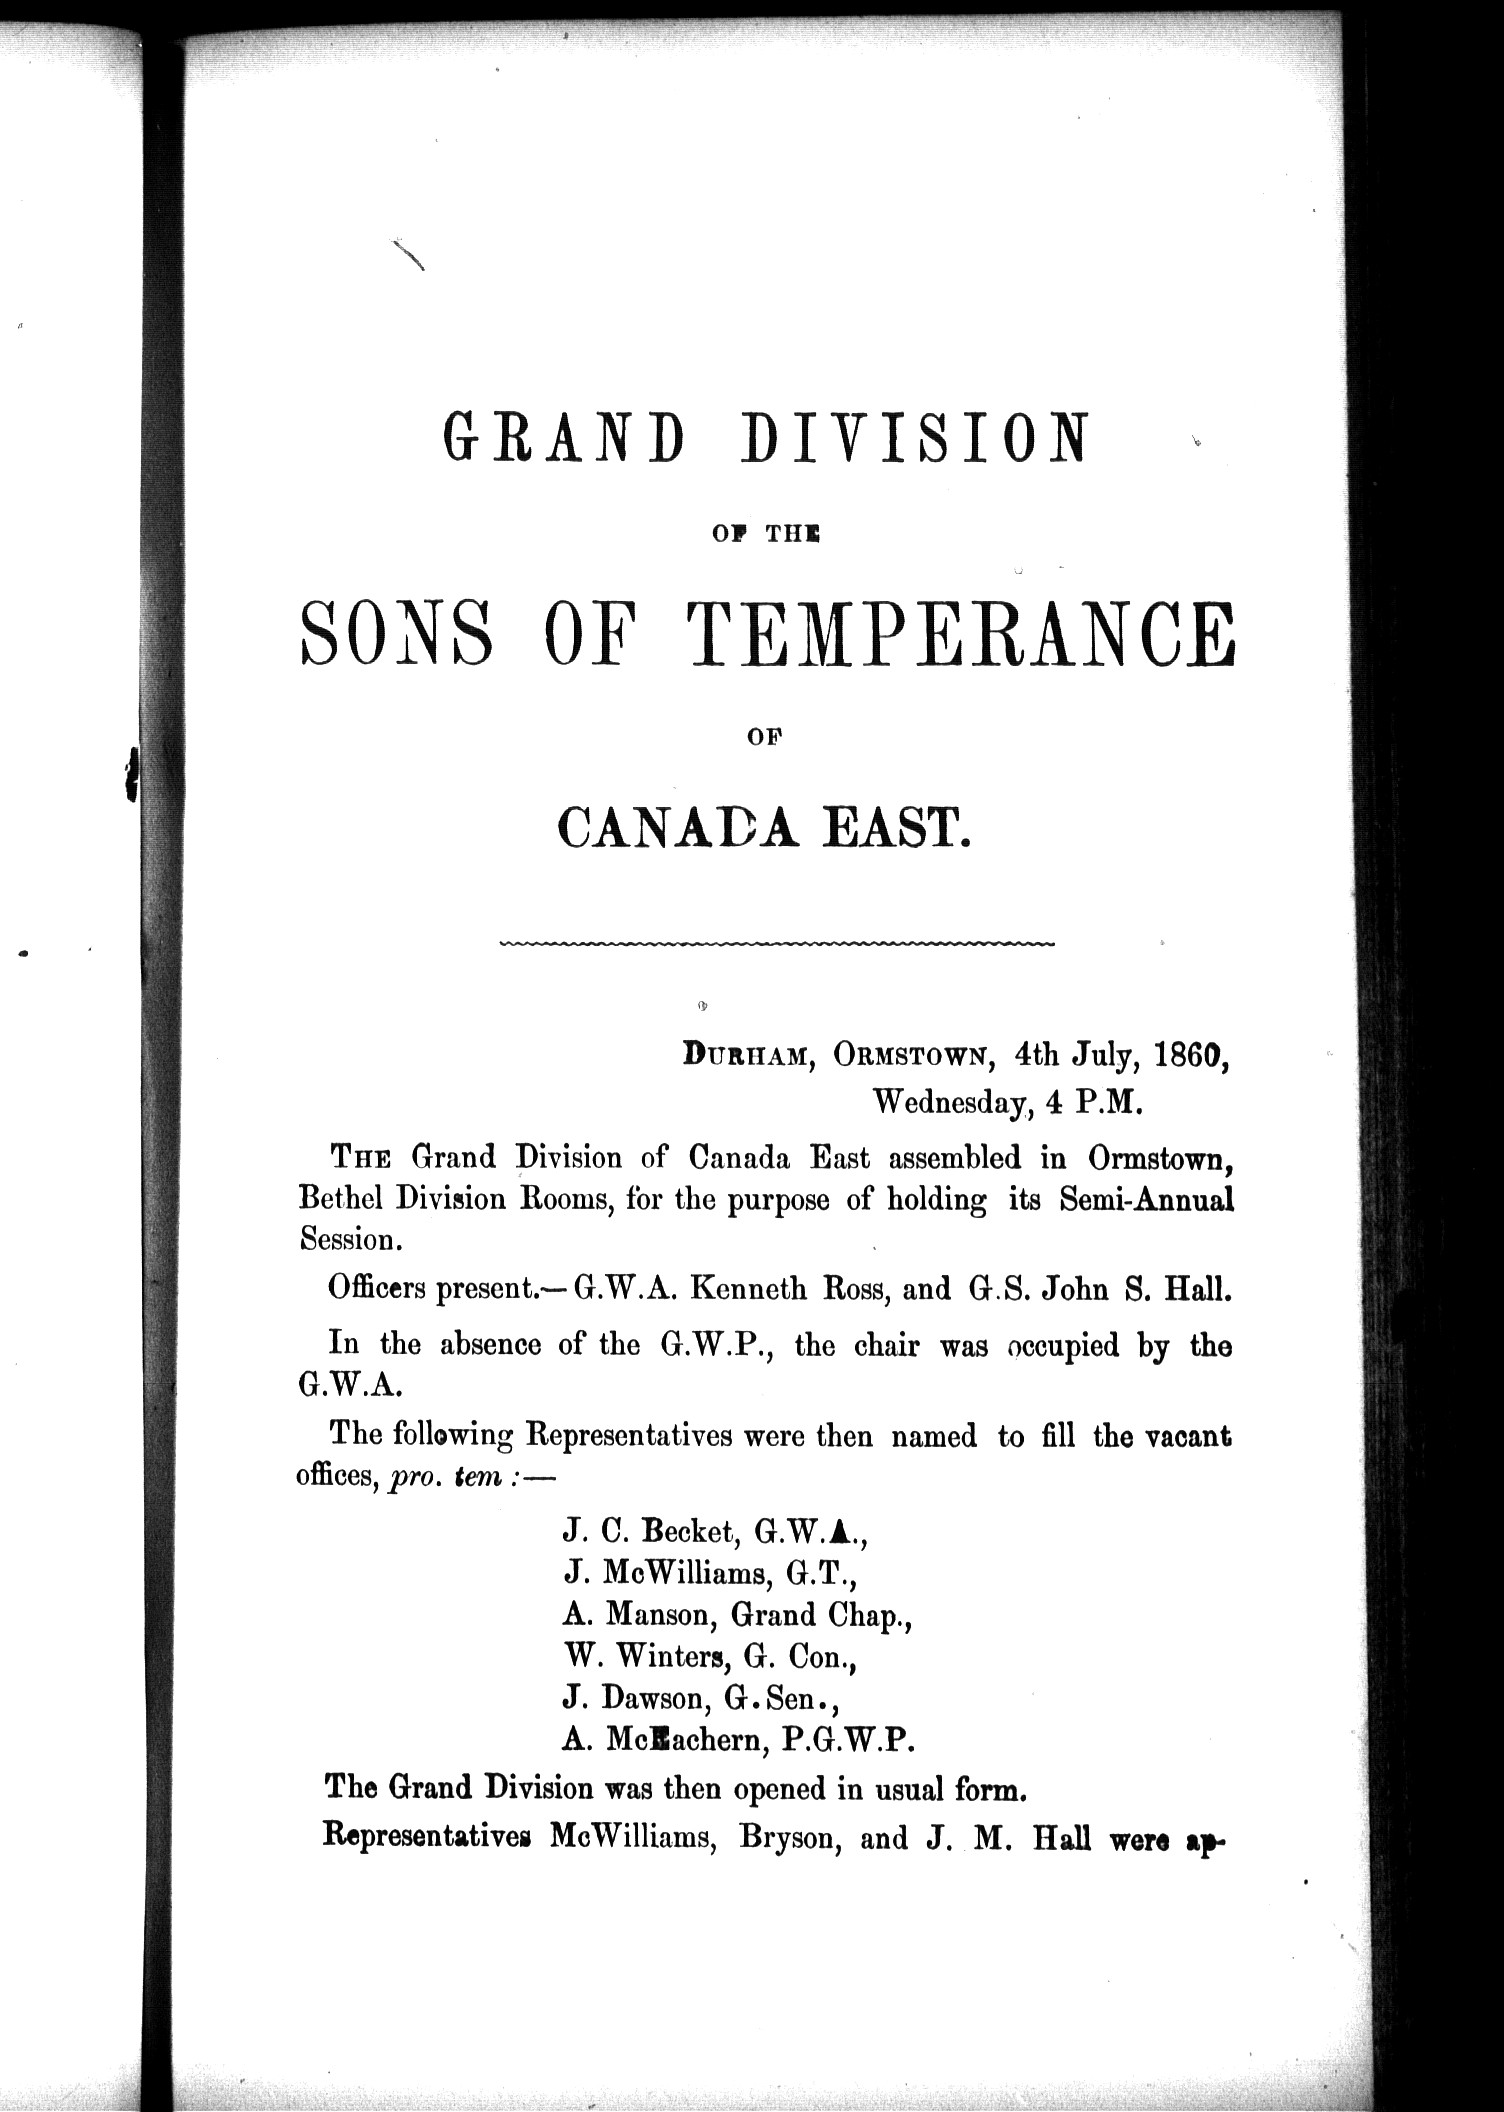 GRAND DIVISION
OF THE
SONS OF TEMPERANCE
OF
CANADA EAST.
DURHAM, ORMSTOWN, 4th July, 1860,
Wednesday, 4 P.M.
THE Grand Division of Canada East assembled in Ormstown,
Bethel Division Rooms, for the purpose of holding its Semi-Annual
Session.
Officers present.—G.W.A. Kenneth Ross, and G.S. John S. Hall.
In the absence of the G.W.P., the chair was occupied by the
G.W.A.
The following Representatives were then named to fill the vacant
offices, pro. tem :—
J. C. Becket, G.W.A.,
J. McWilliams, G.T.,
A. Manson, Grand Chap.,
W. Winters, G. Con.,
J. Dawson, G. Sen.,
A. McEachern, P.G.W.P.
The Grand Division was then opened in usual form.
Representatives McWilliams, Bryson, and J. M. Hall were ap-